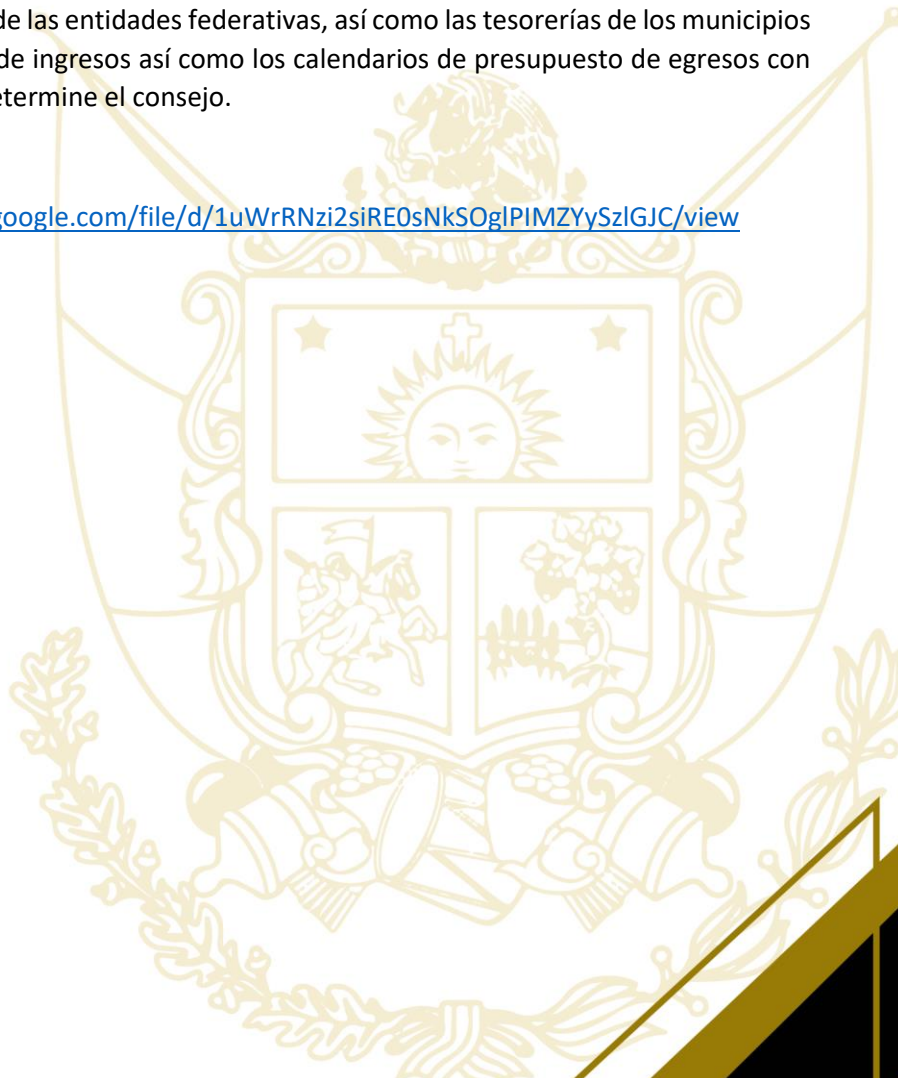 de las entidades federativas, así como las tesorerías de los municipios
de ingresos así como los calendarios de presupuesto de egresos con
etermine el consejo.
google.com/file/d/1uWrRNzi2siRE0sNkSOglPIMZYySzlGJC/view